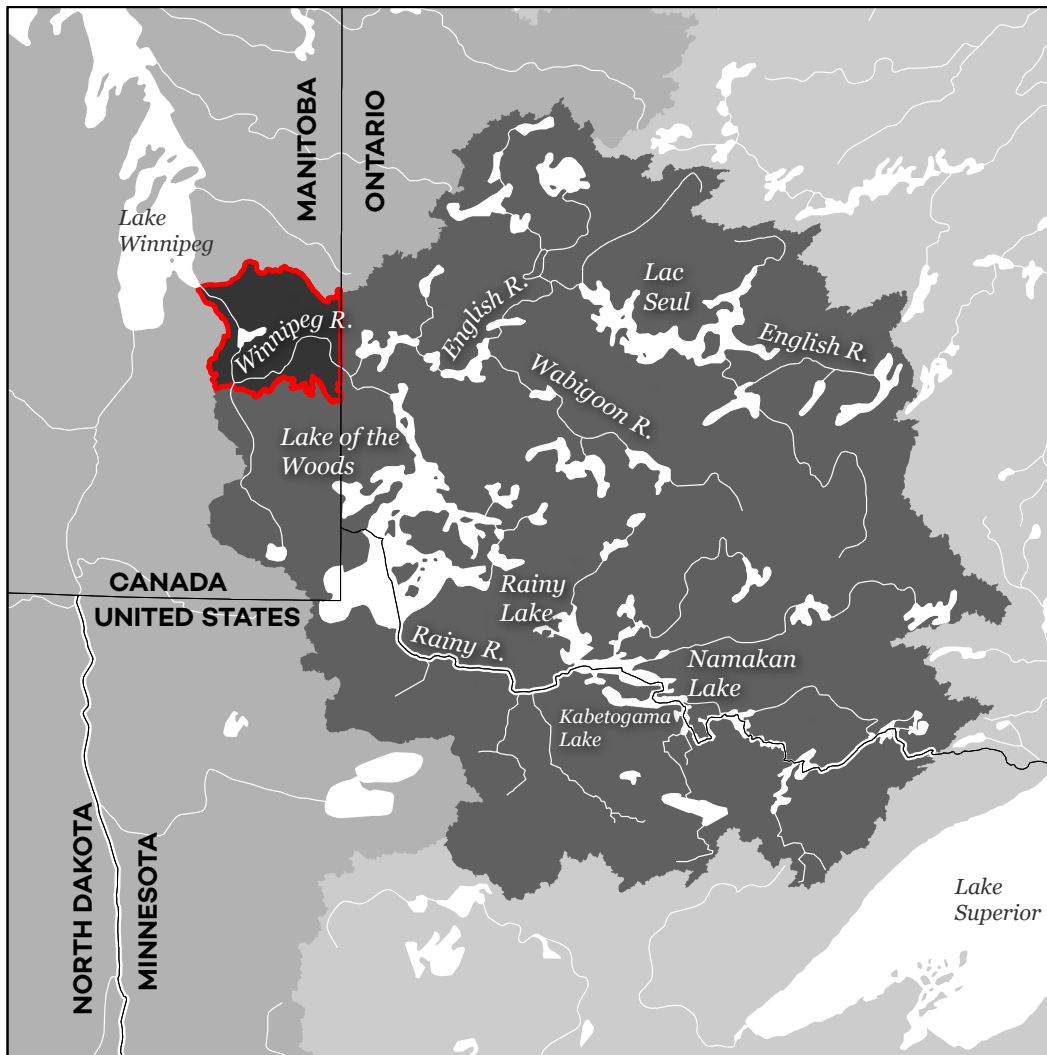 MANITOBA
ONTARIO
Lake
Winnipeg
Winnipeg R.
English R.
Lac
Seul
English R.
Wabigoon R.
Lake of the
Woods
CANADA
UNITED STATES
Rainy
Lake
Rainy R.
Namakan
Lake
Kabetogama
Lake
NORTH DAKOTA
MINNESOTA
Lake
Superior